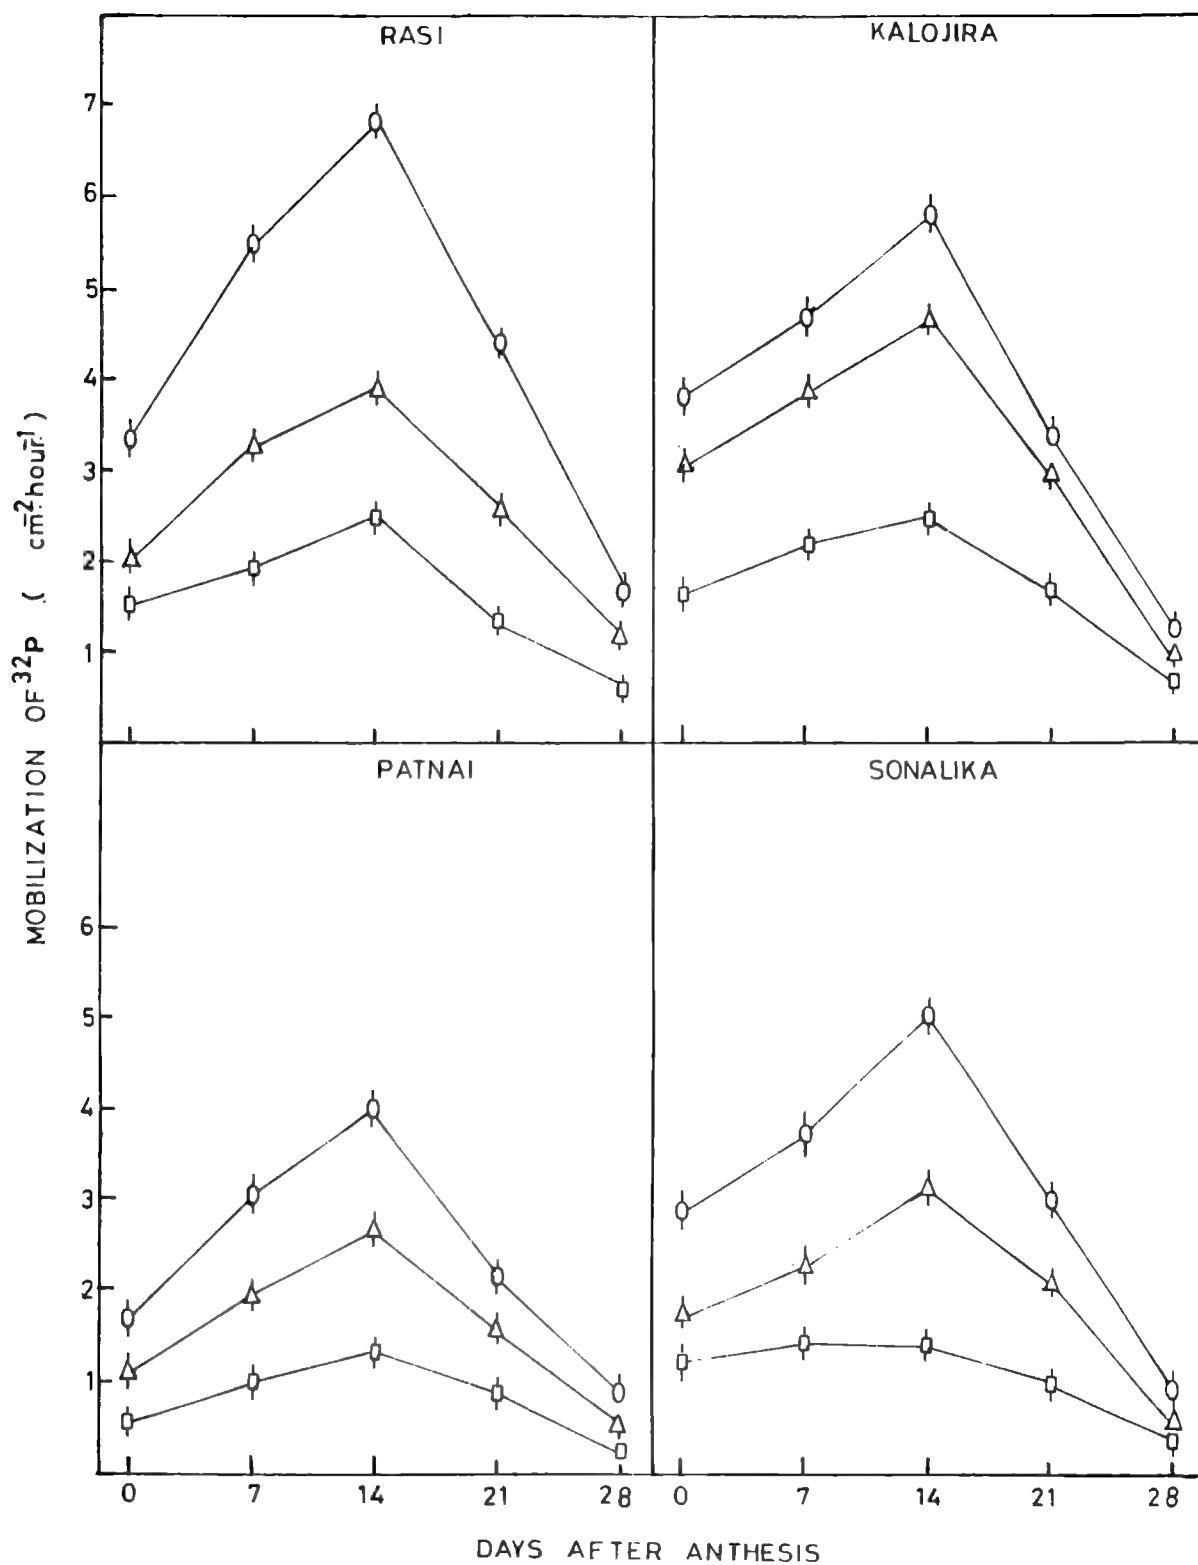 RASI
KALOJIRA
7
6
5
4
3
2
1
PATNAI
SONALIKA
6
5
4
3
2
1
0 7 14 21 28 0 7 14 21 28
DAYS AFTER ANTHESIS
MOBILIZATION OF ³²P ( cm⁻² hour⁻¹)